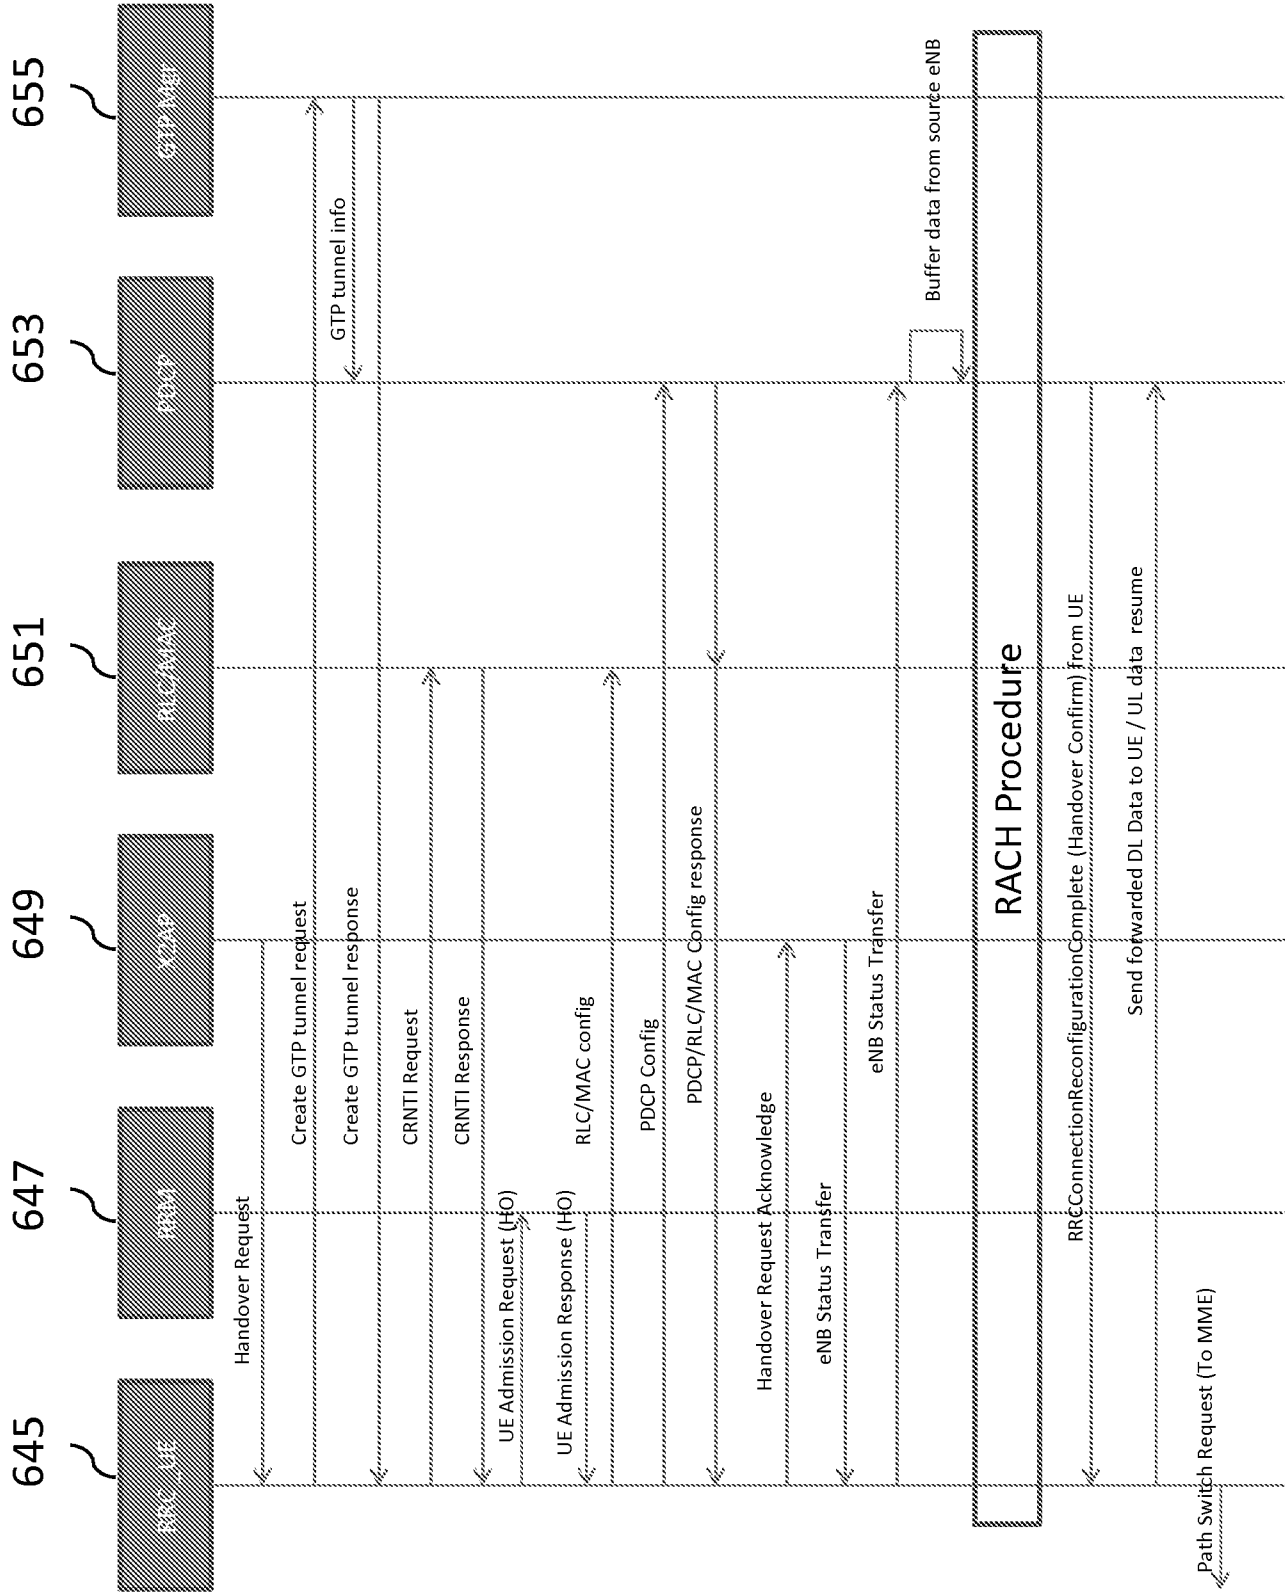 645
647
649
651
653
655
RRC_UE
RRM
X2AP
RLC/MAC
PDCP
GTP Mgr
Handover Request
Create GTP tunnel request
GTP tunnel info
Create GTP tunnel response
CRNTI Request
CRNTI Response
UE Admission Request (HO)
UE Admission Response (HO)
RLC/MAC config
PDCP Config
PDCP/RLC/MAC Config response
Handover Request Acknowledge
eNB Status Transfer
eNB Status Transfer
Buffer data from source eNB
RACH Procedure
RRCConnectionReconfigurationComplete (Handover Confirm) from UE
Send forwarded DL Data to UE / UL data resume
Path Switch Request (To MME)